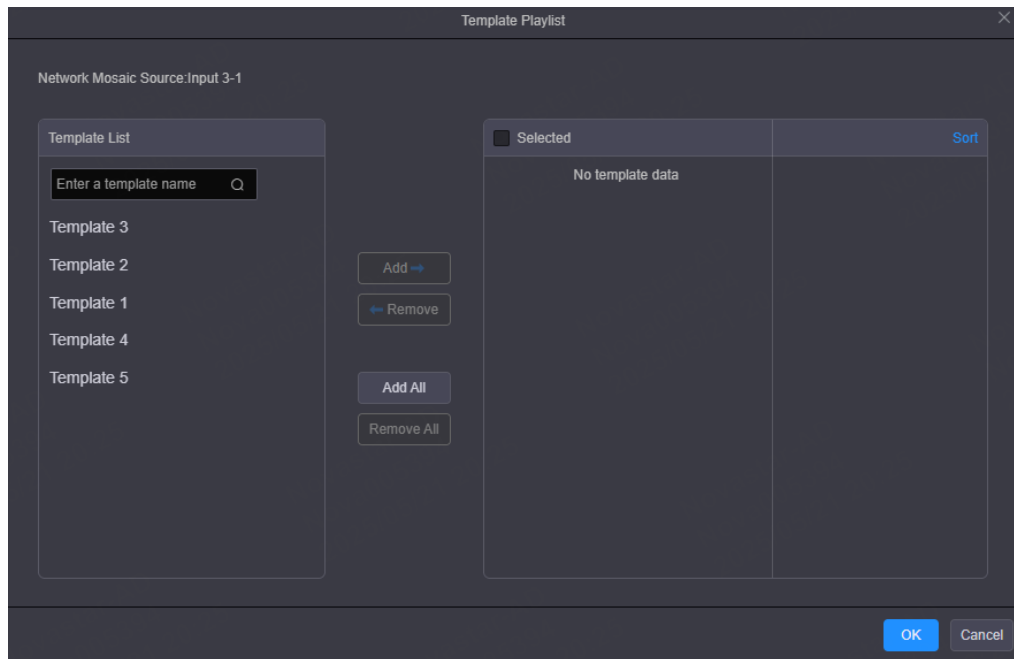 Template Playlist
Network Mosaic Source:Input 3-1
Template List
Enter a template name
Template 3
Template 2
Template 1
Template 4
Template 5
Add
Remove
Add All
Remove All
Selected
Sort
No template data
OK
Cancel